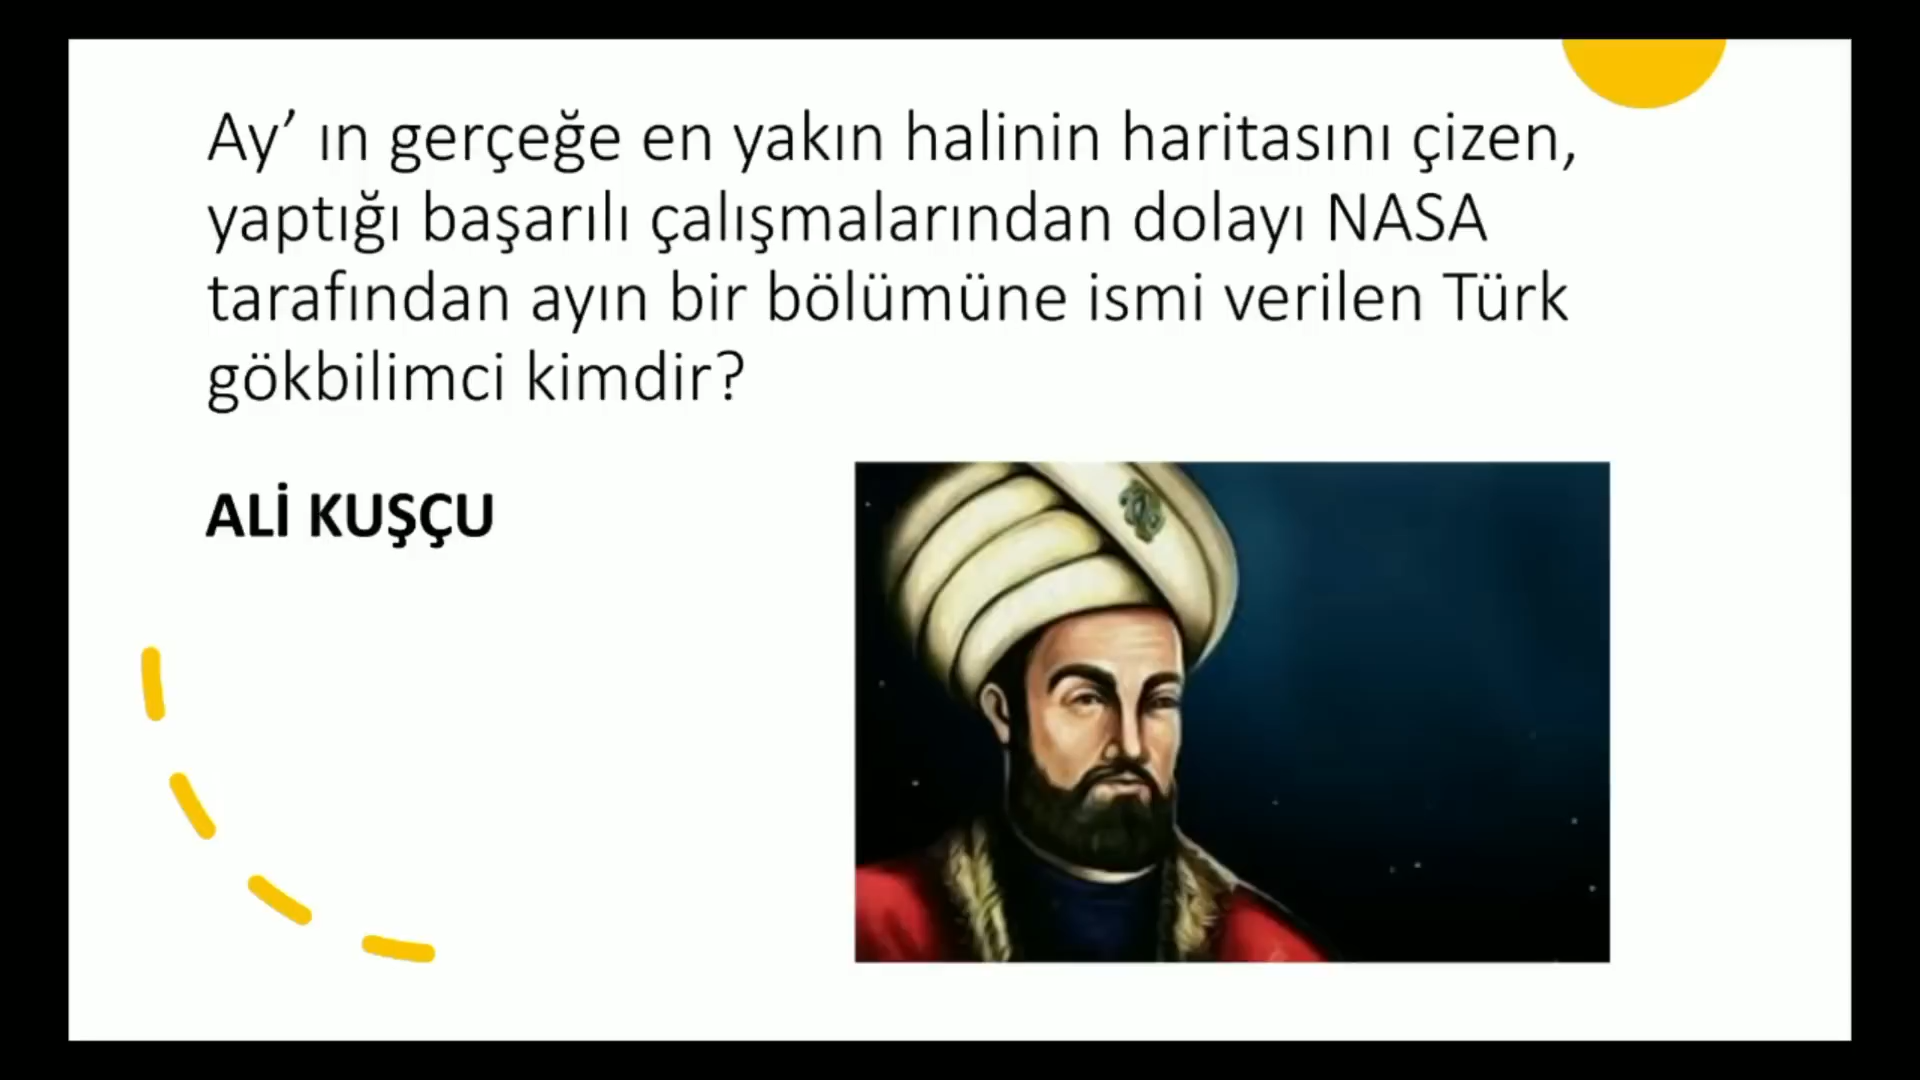 Ay’ ın gerçeğe en yakın halinin haritasını çizen,
yaptığı başarılı çalışmalarından dolayı NASA
tarafından ayın bir bölümüne ismi verilen Türk
gökbilimci kimdir?
ALİ KUŞÇU